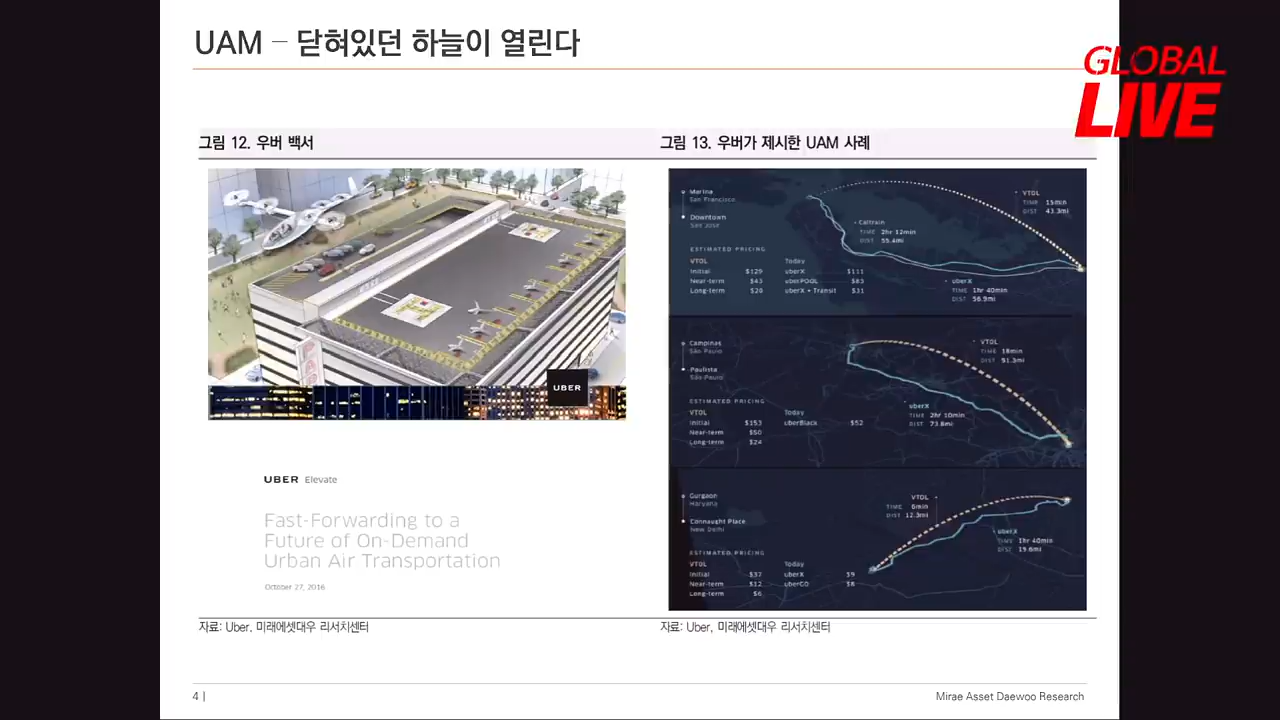 UAM – 닫혀있던 하늘이 열린다
GLOBAL
LIVE
그림 12. 우버 백서
UBER
UBER Elevate
Fast-Forwarding to a
Future of On-Demand
Urban Air Transportation
October 27, 2016
자료: Uber, 미래에셋대우 리서치센터
그림 13. 우버가 제시한 UAM 사례
Marina
San Francisco
Downtown
San Jose
ESTIMATED PRICING
VTOL Today
Initial $129 uberX $111
Near-term $43 uberPOOL $83
Long-term $20 uberX + Transit $31
VTOL
TIME 15min
DIST 43.3mi
Caltrain
TIME 2hr 12min
DIST 55.4mi
uberX
TIME 1hr 40min
DIST 56.9mi
Campinas
São Paulo
Paulista
São Paulo
ESTIMATED PRICING
VTOL Today
Initial $153 uberBlack $52
Near-term $50
Long-term $24
VTOL
TIME 18min
DIST
uberX
TIME 2hr 10min
DIST 73.8mi
Gurgaon
Haryana
Connaught Place
New Delhi
ESTIMATED PRICING
VTOL Today
Initial $37 uberX $9
Near-term $12 uberGO $8
Long-term $6
VTOL
TIME 6min
DIST 12.3mi
uberX
TIME 1hr 40min
DIST 19.6mi
자료: Uber, 미래에셋대우 리서치센터
4 |
Mirae Asset Daewoo Research